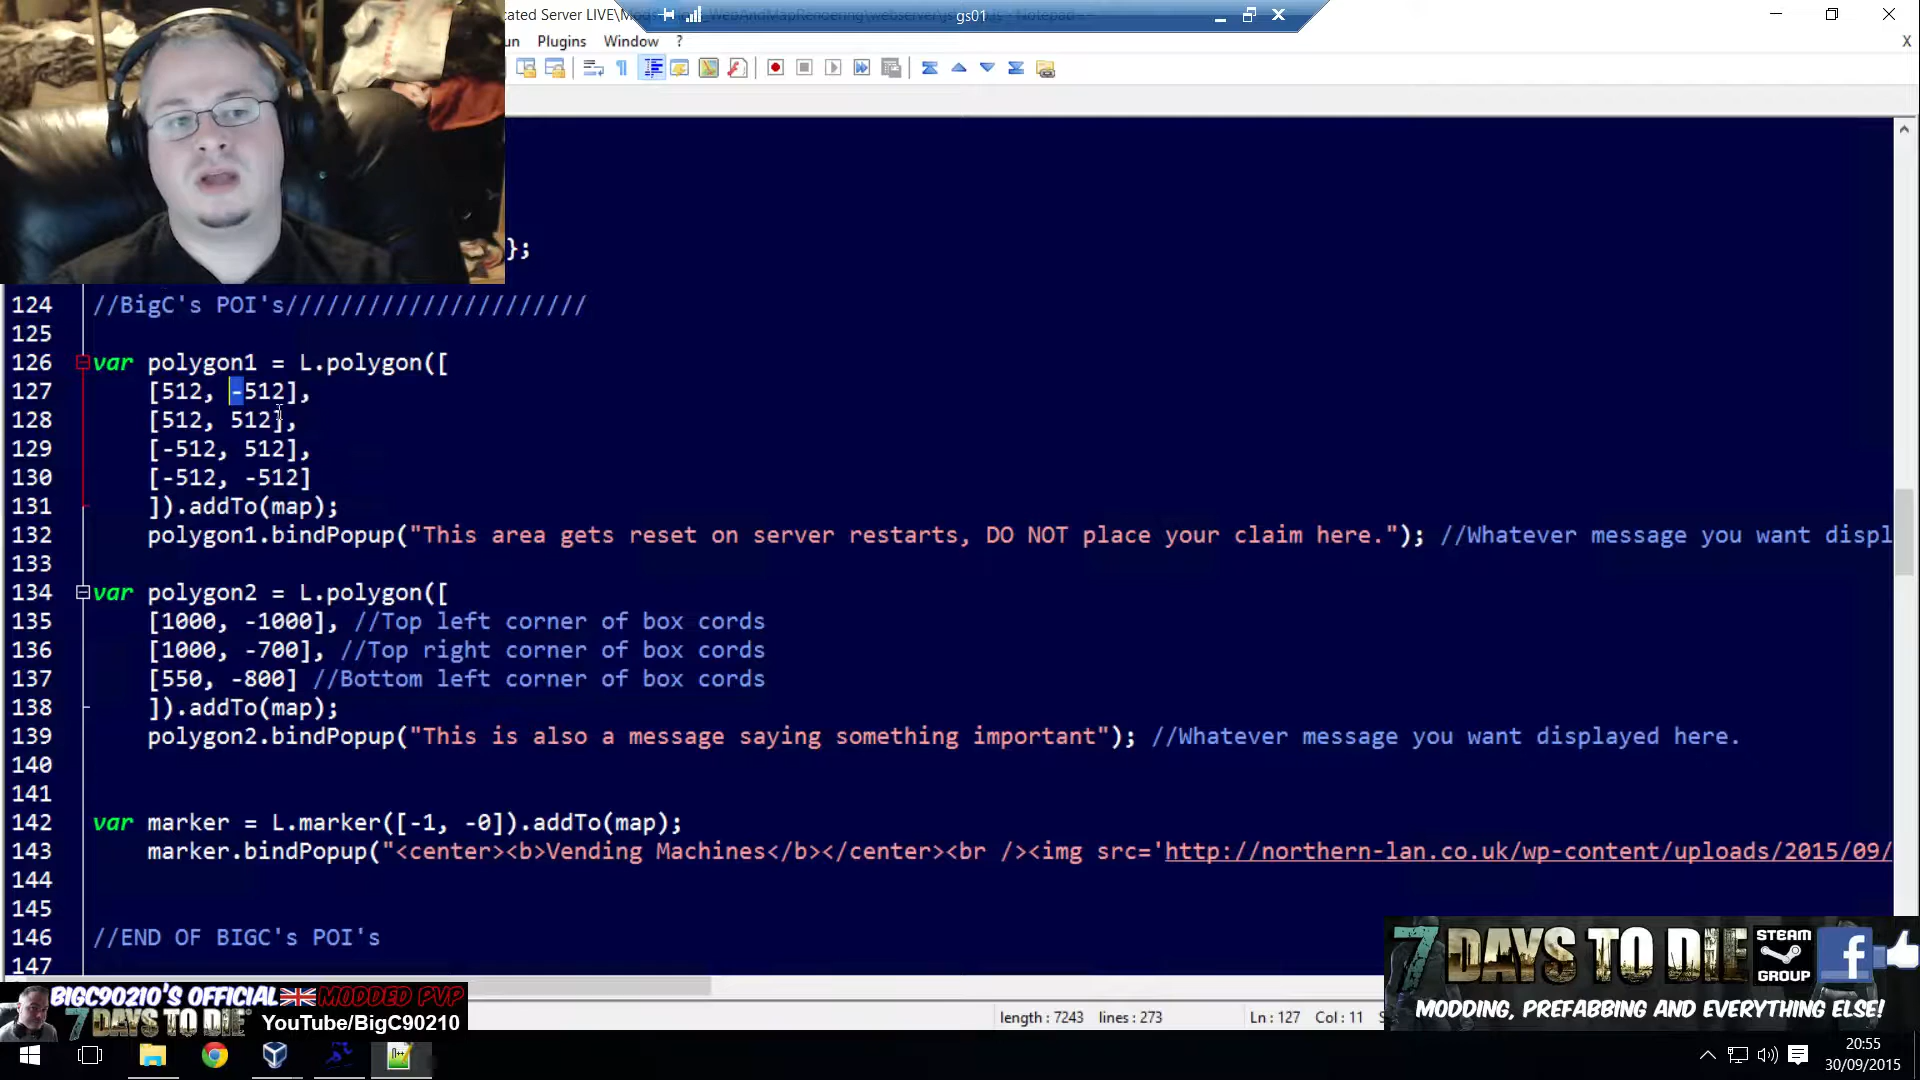 cated Server LIVE\Mods
gs01
un Plugins Window ?
};
124 //BigC's POI's//////////////////////
125
126 var polygon1 = L.polygon([
127 [512, -512],
128 [512, 512],
129 [-512, 512],
130 [-512, -512]
131 ]).addTo(map);
132 polygon1.bindPopup("This area gets reset on server restarts, DO NOT place your claim here."); //Whatever message you want displ
133
134 var polygon2 = L.polygon([
135 [1000, -1000], //Top left corner of box cords
136 [1000, -700], //Top right corner of box cords
137 [550, -800] //Bottom left corner of box cords
138 ]).addTo(map);
139 polygon2.bindPopup("This is also a message saying something important"); //Whatever message you want displayed here.
140
141
142 var marker = L.marker([-1, -0]).addTo(map);
143 marker.bindPopup("<center><b>Vending Machines</b></center><br /><img src='http://northern-lan.co.uk/wp-content/uploads/2015/09/
144
145
146 //END OF BIGC's POI's
147
7 DAYS TO DIE STEAM GROUP f
MODDING, PREFABBING AND EVERYTHING ELSE!
BIGC90210'S OFFICIAL MODDED PVP
7 DAYS TO DIE YouTube/BigC90210
length : 7243 lines : 273 Ln : 127 Col : 11 S
20:55
30/09/2015